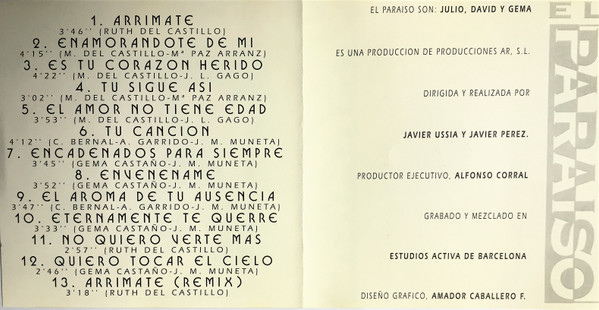 1. ARRIMATE
3'46" (RUTH DEL CASTILLO)
2. ENAMORANDOTE DE MI
4'15" (M. DEL CASTILLO-Mª PAZ ARRANZ)
3. ES TU CORAZON HERIDO
4'22" (M. DEL CASTILLO-J. L. GAGO)
4. TU SIGUE ASI
3'02" (M. DEL CASTILLO-Mª PAZ ARRANZ)
5. EL AMOR NO TIENE EDAD
3'53" (M. DEL CASTILLO-J. L. GAGO)
6. TU CANCION
4'12" (C. BERNAL-A. GARRIDO-J. M. MUNETA)
7. ENCADENADOS PARA SIEMPRE
3'45" (GEMA CASTAÑO-J. M. MUNETA)
8. ENVENENAME
3'52" (GEMA CASTAÑO-J. M. MUNETA)
9. EL AROMA DE TU AUSENCIA
3'47" (C. BERNAL-A. GARRIDO-J. M. MUNETA)
10. ETERNAMENTE TE QUERRE
3'33" (GEMA CASTAÑO-J. M. MUNETA)
11. NO QUIERO VERTE MAS
2'57" (RUTH DEL CASTILLO)
12. QUIERO TOCAR EL CIELO
2'46" (GEMA CASTAÑO-J. M. MUNETA)
13. ARRIMATE (REMIX)
3'18" (RUTH DEL CASTILLO)
EL PARAISO SON: JULIO, DAVID Y GEMA
ES UNA PRODUCCION DE PRODUCCIONES AR, S.L.
DIRIGIDA Y REALIZADA POR
JAVIER USSIA Y JAVIER PEREZ.
PRODUCTOR EJECUTIVO, ALFONSO CORRAL
GRABADO Y MEZCLADO EN
ESTUDIOS ACTIVA DE BARCELONA
DISEÑO GRAFICO, AMADOR CABALLERO F.
EL
PARAISO